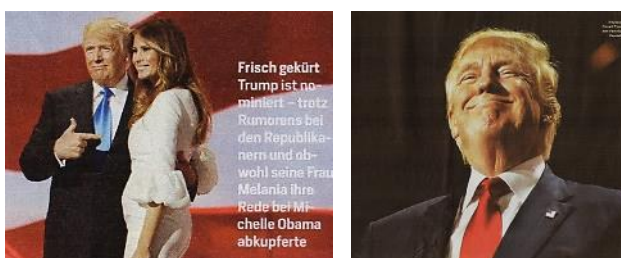 Frisch gekürt
Trump ist no-
miniert – trotz
Rumorens bei
den Republika-
nern und ob-
wohl seine Frau
Melania ihre
Rede bei Mi-
chelle Obama
abkupferte